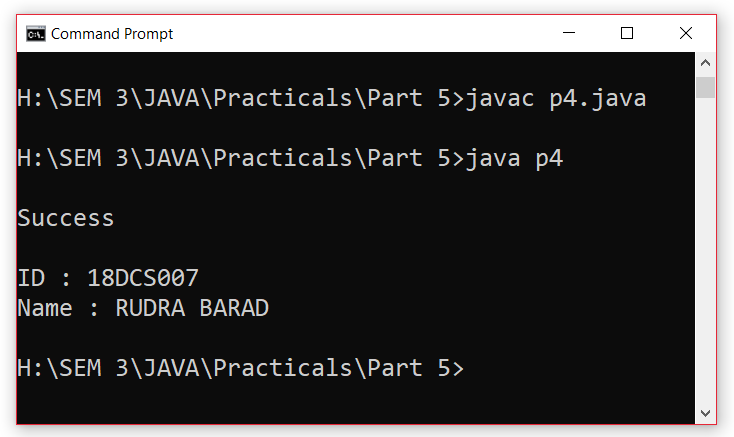 Command Prompt
H:\SEM 3\JAVA\Practicals\Part 5>javac p4.java
H:\SEM 3\JAVA\Practicals\Part 5>java p4
Success
ID : 18DCS007
Name : RUDRA BARAD
H:\SEM 3\JAVA\Practicals\Part 5>